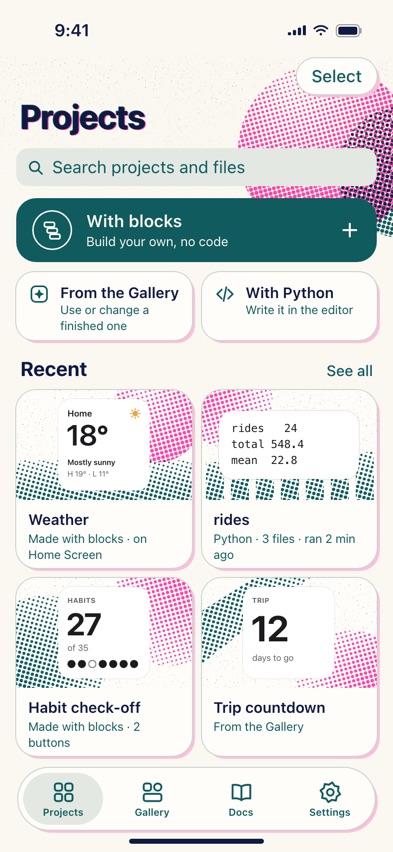 9:41
Select
Projects
Search projects and files
With blocks
Build your own, no code
From the Gallery
Use or change a
finished one
With Python
Write it in the editor
Recent
See all
Home
18°
Mostly sunny
H 19° · L 11°
Weather
Made with blocks · on
Home Screen
rides 24
total 548.4
mean 22.8
rides
Python · 3 files · ran 2 min
ago
HABITS
27
of 35
Habit check-off
Made with blocks · 2
buttons
TRIP
12
days to go
Trip countdown
From the Gallery
Projects
Gallery
Docs
Settings